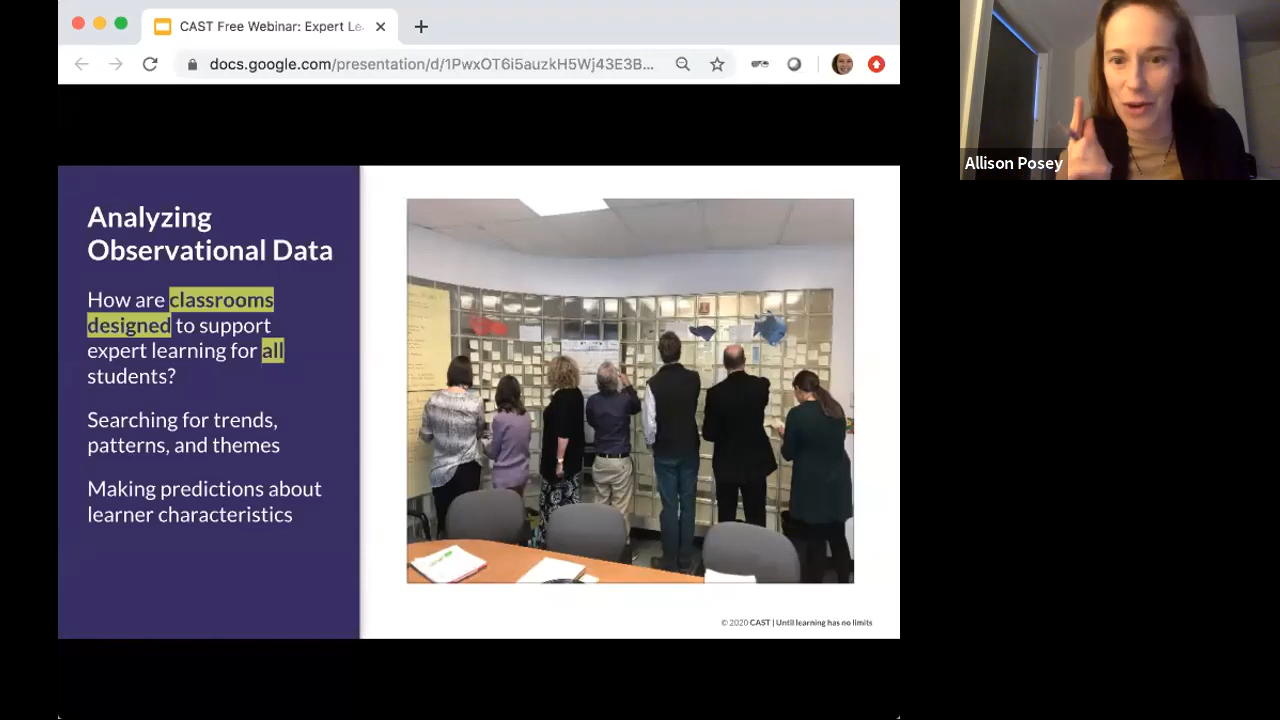 CAST Free Webinar: Expert Le
docs.google.com/presentation/d/1PwxOT6i5auzkH5Wj43E3B...
Allison Posey
Analyzing
Observational Data
How are classrooms
designed to support
expert learning for all
students?
Searching for trends,
patterns, and themes
Making predictions about
learner characteristics
© 2020 CAST | Until learning has no limits